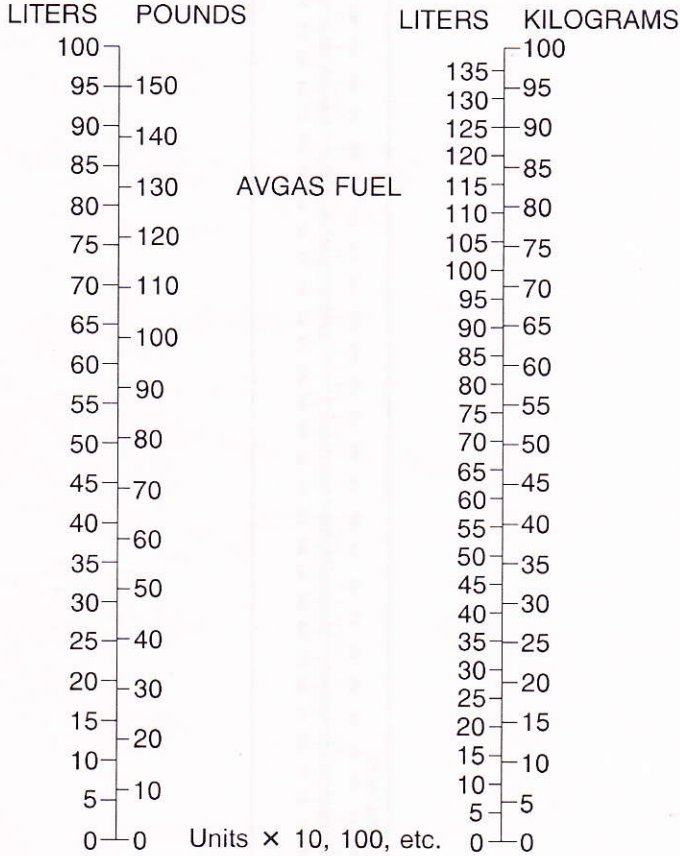 LITERS POUNDS LITERS KILOGRAMS
100 100
95 150 135 95
90 140 130 90
85 130 125 85
80 120 120 80
75 110 115 75
70 100 110 70
65 90 105 65
60 80 100 60
55 70 95 55
50 60 90 50
45 50 85 45
40 40 80 40
35 30 75 35
30 20 70 30
25 10 65 25
20 0 60 20
15 55 15
10 50 10
5 45 5
0 40 0
35
30
25
20
15
10
5
0
AVGAS FUEL
Units × 10, 100, etc.